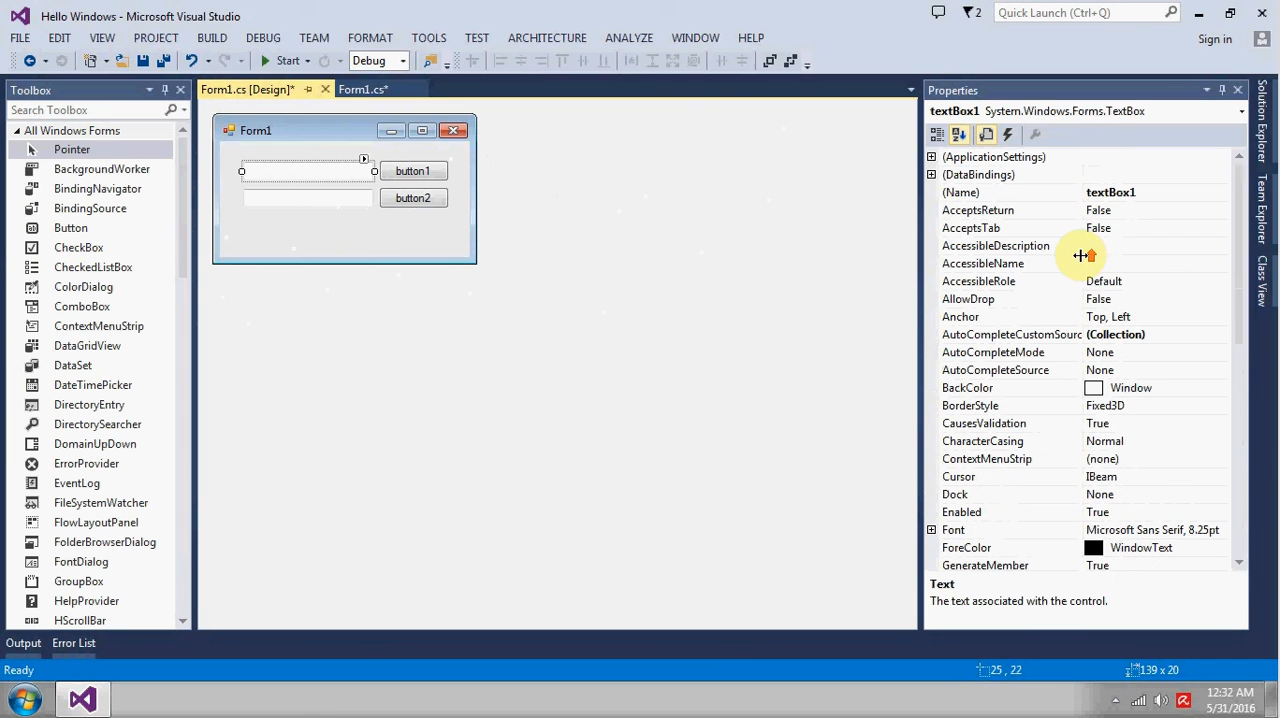 Hello Windows - Microsoft Visual Studio
2
Quick Launch (Ctrl+Q)
FILE EDIT VIEW PROJECT BUILD DEBUG TEAM FORMAT TOOLS TEST ARCHITECTURE ANALYZE WINDOW HELP
Sign in
Start
Debug
Toolbox
Search Toolbox
All Windows Forms
Pointer
BackgroundWorker
BindingNavigator
BindingSource
Button
CheckBox
CheckedListBox
ColorDialog
ComboBox
ContextMenuStrip
DataGridView
DataSet
DateTimePicker
DirectoryEntry
DirectorySearcher
DomainUpDown
ErrorProvider
EventLog
FileSystemWatcher
FlowLayoutPanel
FolderBrowserDialog
FontDialog
GroupBox
HelpProvider
HScrollBar
Form1.cs [Design]*
Form1.cs*
Form1
button1
button2
Properties
textBox1 System.Windows.Forms.TextBox
(ApplicationSettings)
(DataBindings)
(Name) textBox1
AcceptsReturn False
AcceptsTab False
AccessibleDescription
AccessibleName
AccessibleRole Default
AllowDrop False
Anchor Top, Left
AutoCompleteCustomSourc (Collection)
AutoCompleteMode None
AutoCompleteSource None
BackColor Window
BorderStyle Fixed3D
CausesValidation True
CharacterCasing Normal
ContextMenuStrip (none)
Cursor IBeam
Dock None
Enabled True
Font Microsoft Sans Serif, 8.25pt
ForeColor WindowText
GenerateMember True
Text
The text associated with the control.
Solution Explorer
Team Explorer
Class View
Output Error List
Ready
25 , 22
139 x 20
12:32 AM
5/31/2016